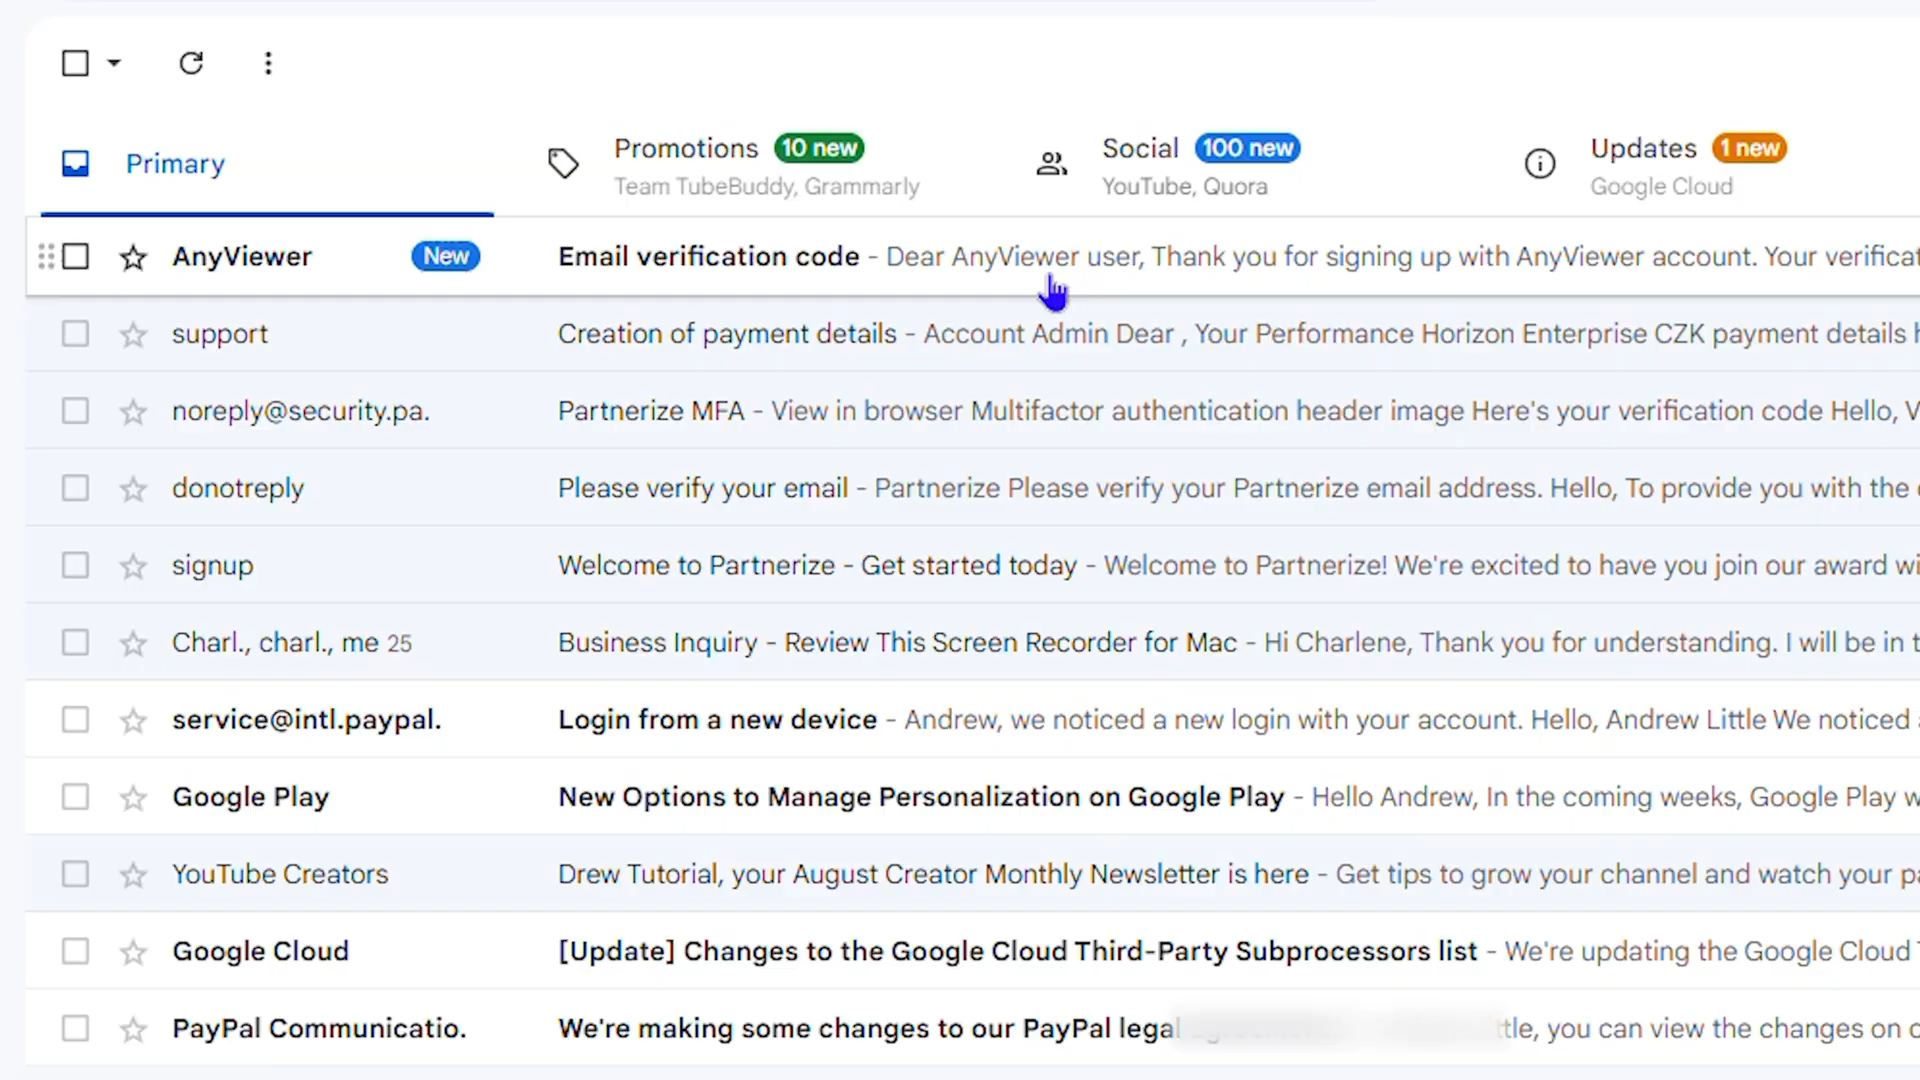 Primary
Promotions 10 new
Team TubeBuddy, Grammarly
Social 100 new
YouTube, Quora
Updates 1 new
Google Cloud
AnyViewer New Email verification code - Dear AnyViewer user, Thank you for signing up with AnyViewer account. Your verificat
support Creation of payment details - Account Admin Dear , Your Performance Horizon Enterprise CZK payment details h
noreply@security.pa. Partnerize MFA - View in browser Multifactor authentication header image Here's your verification code Hello, V
donotreply Please verify your email - Partnerize Please verify your Partnerize email address. Hello, To provide you with the
signup Welcome to Partnerize - Get started today - Welcome to Partnerize! We're excited to have you join our award wi
Charl., charl., me 25 Business Inquiry - Review This Screen Recorder for Mac - Hi Charlene, Thank you for understanding. I will be in t
service@intl.paypal. Login from a new device - Andrew, we noticed a new login with your account. Hello, Andrew Little We noticed
Google Play New Options to Manage Personalization on Google Play - Hello Andrew, In the coming weeks, Google Play w
YouTube Creators Drew Tutorial, your August Creator Monthly Newsletter is here - Get tips to grow your channel and watch your pa
Google Cloud [Update] Changes to the Google Cloud Third-Party Subprocessors list - We're updating the Google Cloud T
PayPal Communicatio. We're making some changes to our PayPal legal ttle, you can view the changes on o